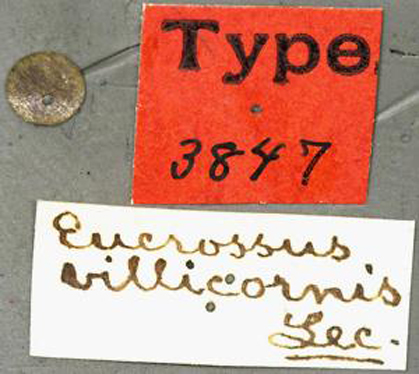 Type
3847
Eucrossus
villicornis
Lec.